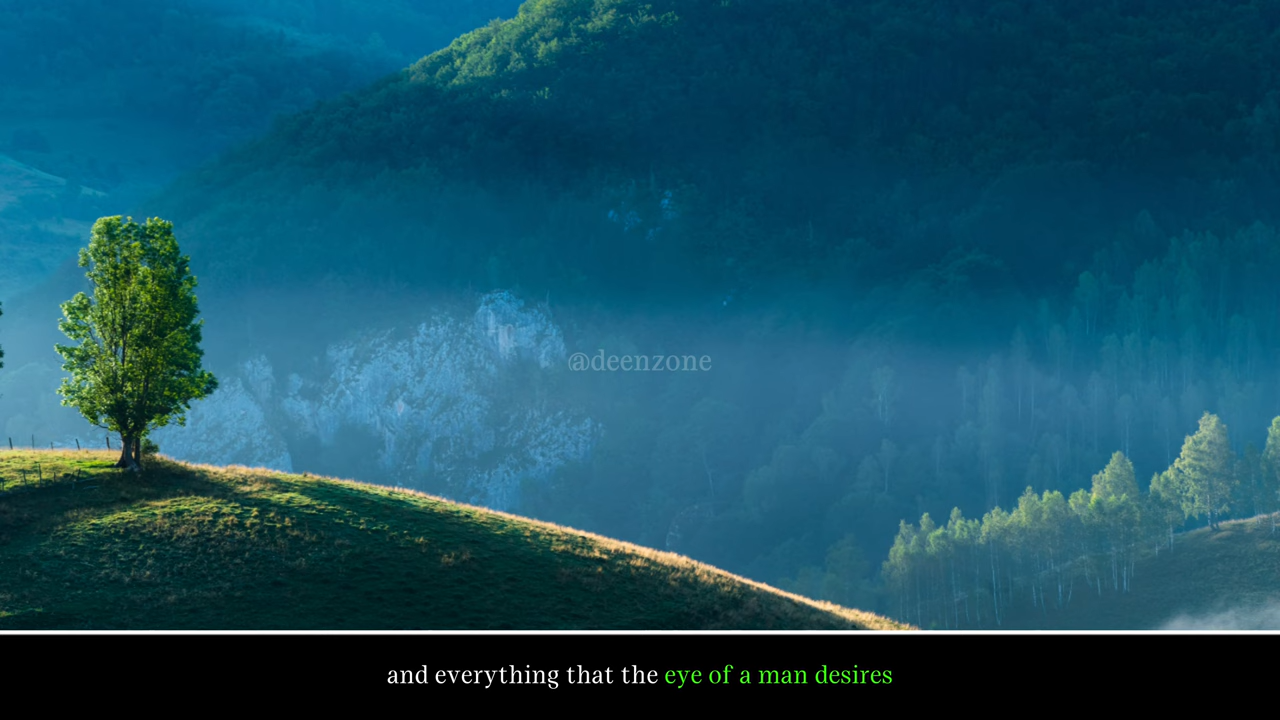 @deenzone
and everything that the eye of a man desires